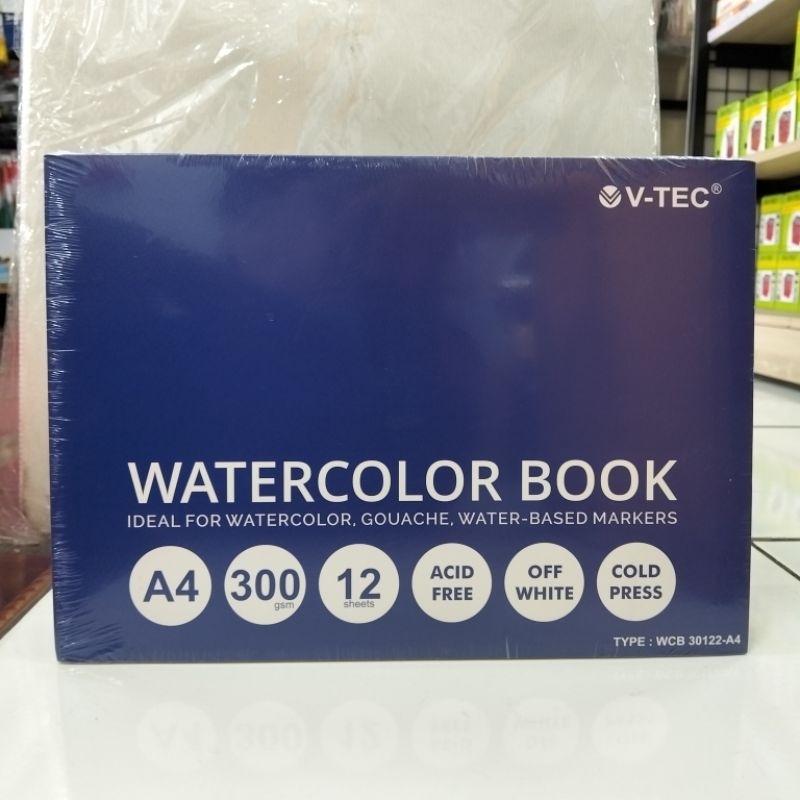 V-TEC®
WATERCOLOR BOOK
IDEAL FOR WATERCOLOR, GOUACHE, WATER-BASED MARKERS
A4
300
gsm
12
sheets
ACID
FREE
OFF
WHITE
COLD
PRESS
TYPE : WCB 30122-A4